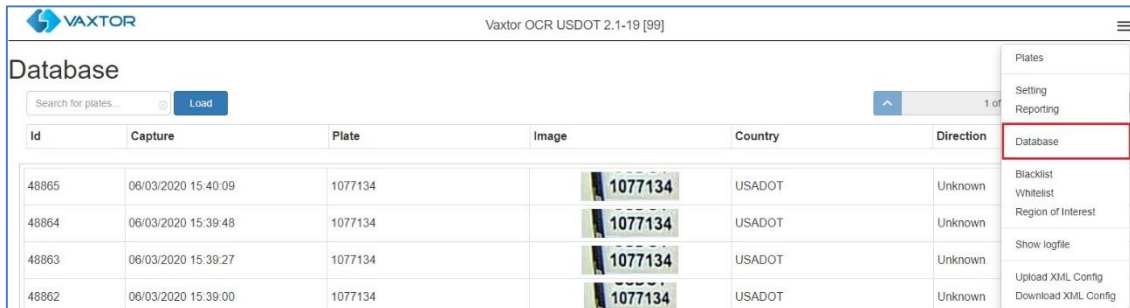 VAXTOR
Vaxtor OCR USDOT 2.1-19 [99]
Database
Search for plates...
Load
1 of
Id Capture Plate Image Country Direction
48865 06/03/2020 15:40:09 1077134 1077134 USADOT Unknown
48864 06/03/2020 15:39:48 1077134 1077134 USADOT Unknown
48863 06/03/2020 15:39:27 1077134 1077134 USADOT Unknown
48862 06/03/2020 15:39:00 1077134 1077134 USADOT Unknown
Plates
Setting
Reporting
Database
Blacklist
Whitelist
Region of Interest
Show logfile
Upload XML Config
Download XML Config